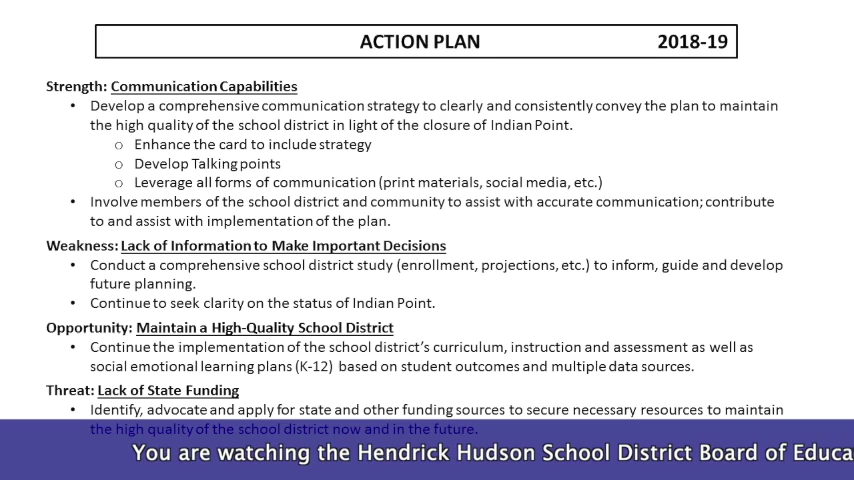 ACTION PLAN 2018-19
Strength: Communication Capabilities
• Develop a comprehensive communication strategy to clearly and consistently convey the plan to maintain
the high quality of the school district in light of the closure of Indian Point.
o Enhance the card to include strategy
o Develop Talking points
o Leverage all forms of communication (print materials, social media, etc.)
• Involve members of the school district and community to assist with accurate communication; contribute
to and assist with implementation of the plan.
Weakness: Lack of Information to Make Important Decisions
• Conduct a comprehensive school district study (enrollment, projections, etc.) to inform, guide and develop
future planning.
• Continue to seek clarity on the status of Indian Point.
Opportunity: Maintain a High-Quality School District
• Continue the implementation of the school district's curriculum, instruction and assessment as well as
social emotional learning plans (K-12) based on student outcomes and multiple data sources.
Threat: Lack of State Funding
• Identify, advocate and apply for state and other funding sources to secure necessary resources to maintain
the high quality of the school district now and in the future.
You are watching the Hendrick Hudson School District Board of Educa